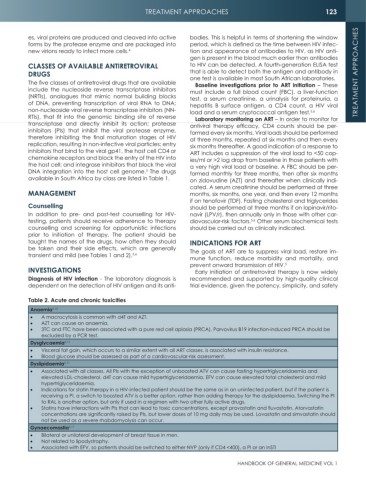 TREATMENT APPROACHES
123
TREATMENT APPROACHES
es, viral proteins are produced and cleaved into active
forms by the protease enzyme and are packaged into
new virions ready to infect more cells.
CLASSES OF AVAILABLE ANTIRETROVIRAL
DRUGS
The five classes of antiretroviral drugs that are available
include the nucleoside reverse transcriptase inhibitors
(NRTIs), analogues that mimic normal building blocks
of DNA, preventing transcription of viral RNA to DNA;
non-nucleoside viral reverse transcriptase inhibitors (NN-
RTIs), that fit into the genomic binding site of reverse
transcriptase and directly inhibit its action; protease
inhibitors (PIs) that inhibit the viral protease enzyme,
therefore inhibiting the final maturation stages of HIV
replication, resulting in non-infective viral particles; entry
inhibitors that bind to the viral gp41, the host cell CD4 or
chemokine receptors and block the entry of the HIV into
the host cell; and integrase inhibitors that block the viral
DNA integration into the host cell genome. The drugs
available in South Africa by class are listed in Table 1.
MANAGEMENT
Counselling
In addition to pre- and post-test counselling for HIV-
testing, patients should receive adherence to therapy
counselling and screening for opportunistic infections
prior to initiation of therapy. The patient should be
taught the names of the drugs, how often they should
be taken and their side effects, which are generally
transient and mild (see Tables 1 and 2).
INVESTIGATIONS
Diagnosis of HIV infection - The laboratory diagnosis is
dependent on the detection of HIV antigen and its anti-
bodies. This is helpful in terms of shortening the window
period, which is defined as the time between HIV infec-
tion and appearance of antibodies to HIV, as HIV anti-
gen is present in the blood much earlier than antibodies
to HIV can be detected. A fourth-generation ELISA test
that is able to detect both the antigen and antibody in
one test is available in most South African laboratories.
Baseline investigations prior to ART initiation – These
must include a full blood count (FBC), a liver-function
test, a serum creatinine, a urinalysis for proteinuria, a
hepatitis B surface antigen, a CD4 count, a HIV viral
load and a serum cryptococcal antigen test.
Laboratory monitoring on ART – In order to monitor for
antiviral therapy efficacy, CD4 counts should be per-
formed every six months. Viral loads should be performed
at three months, repeated at six months and then every
six months thereafter. A good indication of a response to
ART includes a suppression of the viral load to <50 cop-
ies/ml or >2 log drop from baseline in those patients with
a very high viral load at baseline. A FBC should be per-
formed monthly for three months, then after six months
on zidovudine (AZT) and thereafter when clinically indi-
cated. A serum creatinine should be performed at three
months, six months, one year, and then every 12 months
if on tenofovir (TDF). Fasting cholesterol and triglycerides
should be performed at three months if on lopinavir/rito-
navir (LPV/r), then annually only in those with other car-
diovascular-risk factors. Other serum biochemical tests
should be carried out as clinically indicated.
INDICATIONS FOR ART
The goals of ART are to suppress viral load, restore im-
mune function, reduce morbidity and mortality, and
prevent onward transmission of HIV.
Early initiation of antiretroviral therapy is now widely
recommended and supported by high-quality clinical
trial evidence, given the potency, simplicity, and safety
Table 2. Acute and chronic toxicities
Anaemia
• A macrocytosis is common with d4T and AZT.
• AZT can cause an anaemia.
• 3TC and FTC have been associated with a pure red cell aplasia (PRCA). Parvovirus B19 infection-induced PRCA should be
excluded by a PCR test.
Dysglycaemia
• Visceral fat gain, which occurs to a similar extent with all ART classes, is associated with insulin resistance.
• Blood glucose should be assessed as part of a cardiovascular-risk assessment.
Dyslipidaemia
• Associated with all classes. All PIs with the exception of unboosted ATV can cause fasting hypertriglyceridaemia and
elevated LDL-cholesterol. d4T can cause mild hypertriglyceridaemia. EFV can cause elevated total cholesterol and mild
hypertriglyceridaemia.
• Indications for statin therapy in a HIV-infected patient should be the same as in an uninfected patient, but if the patient is
receiving a PI, a switch to boosted ATV is a better option, rather than adding therapy for the dyslipidaemia. Switching the PI
to RAL is another option, but only if used in a regimen with two other fully active drugs.
• Statins have interactions with PIs that can lead to toxic concentrations, except pravastatin and fluvastatin. Atorvastatin
concentrations are significantly raised by PIs, but lower doses of 10 mg daily may be used. Lovastatin and simvastatin should
not be used as a severe rhabdomyolysis can occur.
Gynaecomastia
• Bilateral or unilateral development of breast tissue in men.
• Not related to lipodystrophy.
• Associated with EFV, so patients should be switched to either NVP (only if CD4 <400), a PI or an InSTI.
HANDBOOK OF GENERAL MEDICINE VOL 1